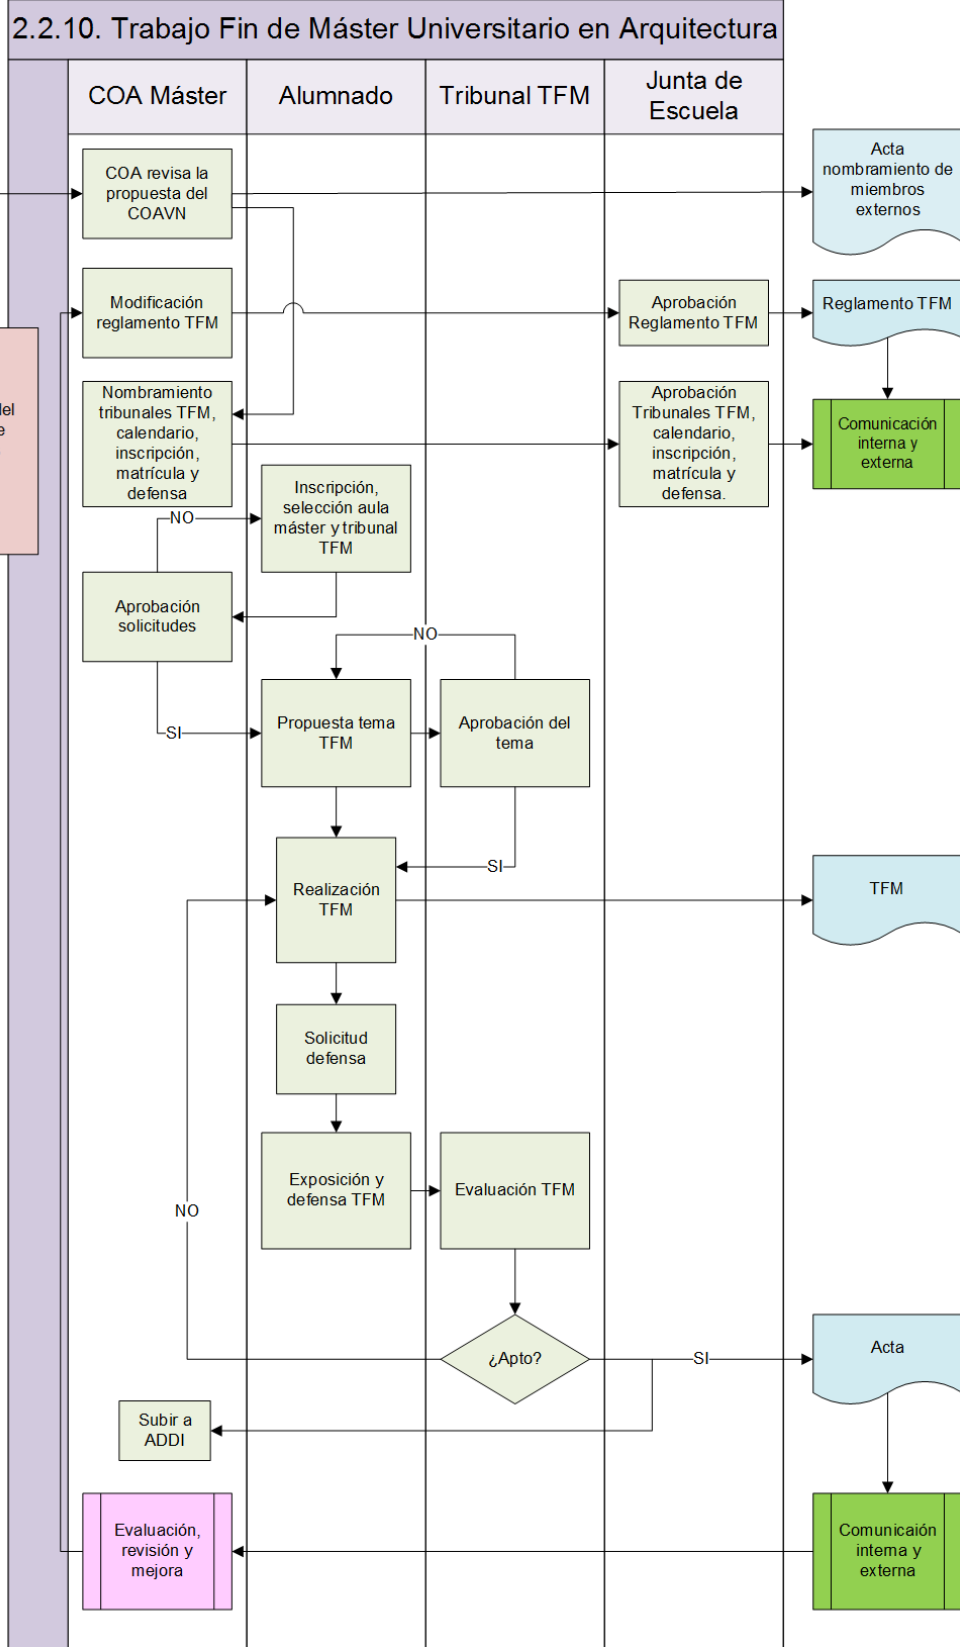 2.2.10. Trabajo Fin de Máster Universitario en Arquitectura
COA Máster
Alumnado
Tribunal TFM
Junta de
Escuela
COA revisa la
propuesta del
COAVN
Acta
nombramiento de
miembros
externos
Modificación
reglamento TFM
Aprobación
Reglamento TFM
Reglamento TFM
Nombramiento
tribunales TFM,
calendario,
inscripción,
matrícula y
defensa
Aprobación
Tribunales TFM,
calendario,
inscripción,
matrícula y
defensa.
Comunicación
interna y
externa
Inscripción,
selección aula
máster y tribunal
TFM
NO
Aprobación
solicitudes
NO
SI
Propuesta tema
TFM
Aprobación del
tema
SI
Realización
TFM
TFM
Solicitud
defensa
Exposición y
defensa TFM
Evaluación TFM
NO
¿Apto?
SI
Acta
Subir a
ADDI
Evaluación,
revisión y
mejora
Comunicaión
interna y
externa